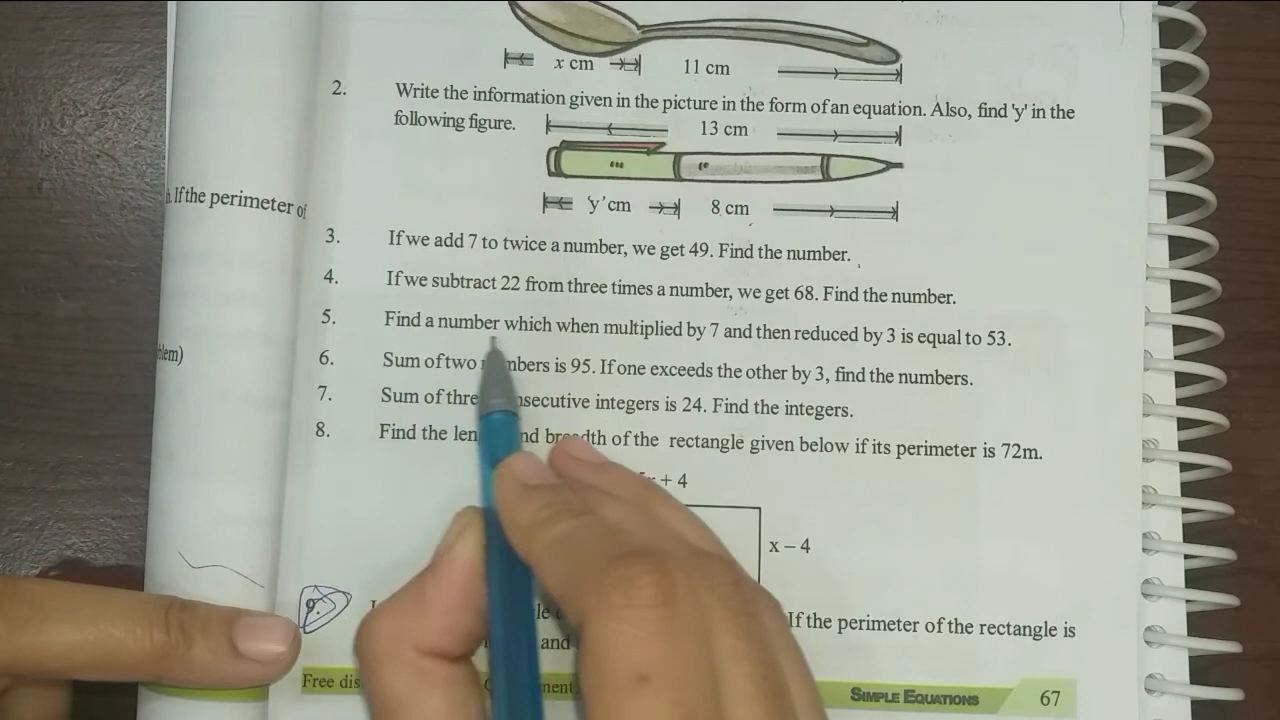 x cm 11 cm
2. Write the information given in the picture in the form of an equation. Also, find 'y' in the
following figure.
13 cm
'y' cm 8 cm
h. If the perimeter of
3. If we add 7 to twice a number, we get 49. Find the number.
4. If we subtract 22 from three times a number, we get 68. Find the number.
5. Find a number which when multiplied by 7 and then reduced by 3 is equal to 53.
6. Sum of two numbers is 95. If one exceeds the other by 3, find the numbers.
7. Sum of three consecutive integers is 24. Find the integers.
8. Find the length and breadth of the rectangle given below if its perimeter is 72m.
+ 4
x – 4
9. If the perimeter of the rectangle is
and
Free dis
SIMPLE EQUATIONS 67